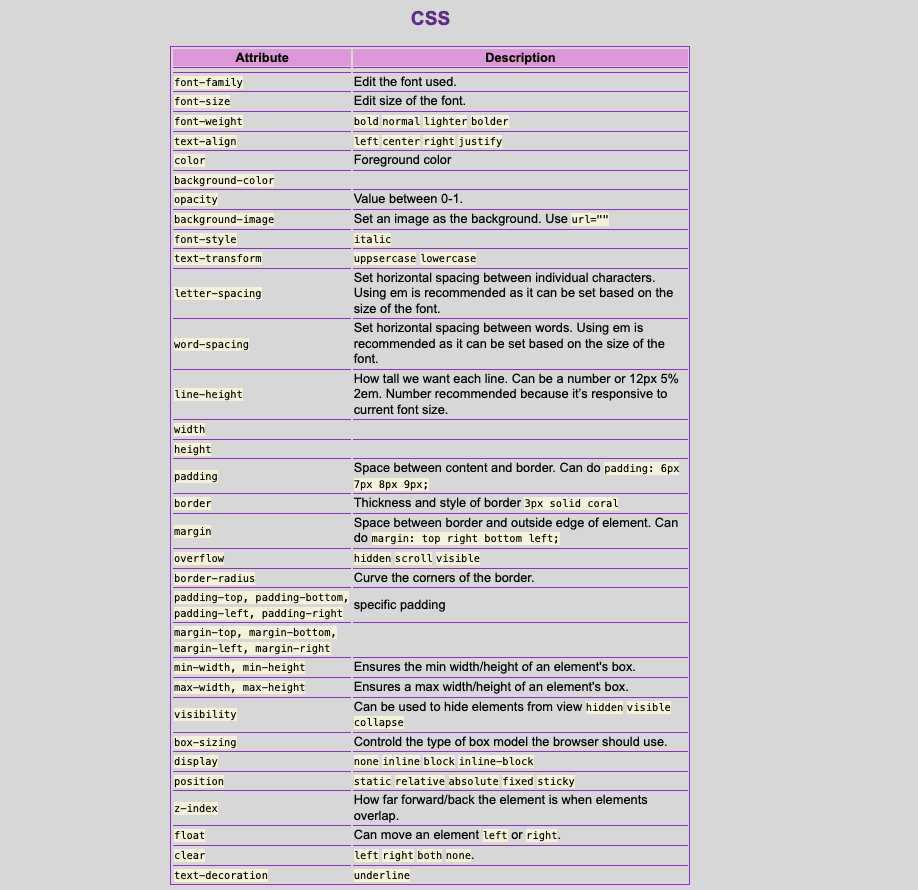 CSS
Attribute Description
font-family Edit the font used.
font-size Edit size of the font.
font-weight bold normal lighter bolder
text-align left center right justify
color Foreground color
background-color
opacity Value between 0-1.
background-image Set an image as the background. Use url=""
font-style italic
text-transform uppsercase lowercase
letter-spacing Set horizontal spacing between individual characters.
Using em is recommended as it can be set based on the
size of the font.
word-spacing Set horizontal spacing between words. Using em is
recommended as it can be set based on the size of the
font.
line-height How tall we want each line. Can be a number or 12px 5%
2em. Number recommended because it's responsive to
current font size.
width
height
padding Space between content and border. Can do padding: 6px
7px 8px 9px;
border Thickness and style of border 3px solid coral
margin Space between border and outside edge of element. Can
do margin: top right bottom left;
overflow hidden scroll visible
border-radius Curve the corners of the border.
padding-top, padding-bottom,
padding-left, padding-right specific padding
margin-top, margin-bottom,
margin-left, margin-right
min-width, min-height Ensures the min width/height of an element's box.
max-width, max-height Ensures a max width/height of an element's box.
visibility Can be used to hide elements from view hidden visible
collapse
box-sizing Controld the type of box model the browser should use.
display none inline block inline-block
position static relative absolute fixed sticky
z-index How far forward/back the element is when elements
overlap.
float Can move an element left or right.
clear left right both none.
text-decoration underline